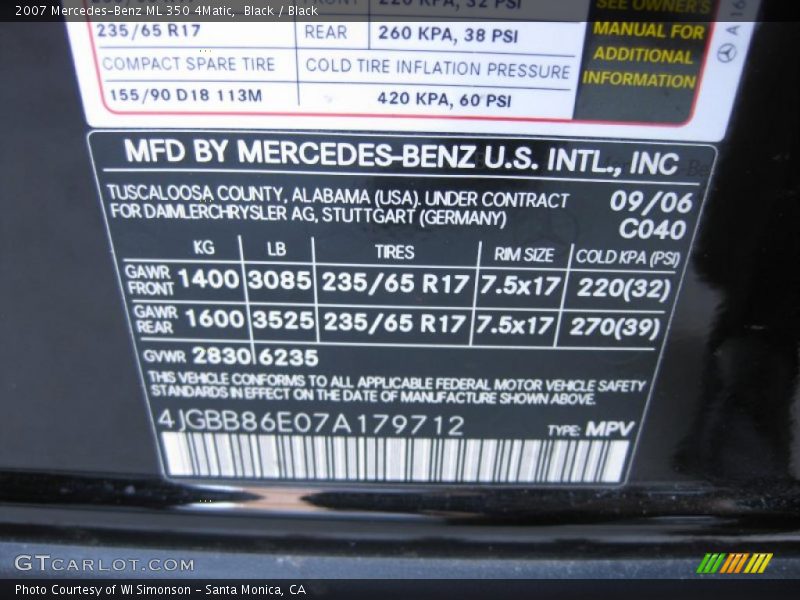 2007 Mercedes-Benz ML 350 4Matic, Black / Black
FRONT 220 KPA, 32 PSI
SEE OWNER'S
235/65 R17 REAR 260 KPA, 38 PSI
MANUAL FOR
COMPACT SPARE TIRE COLD TIRE INFLATION PRESSURE
ADDITIONAL
155/90 D18 113M 420 KPA, 60 PSI
INFORMATION
MFD BY MERCEDES-BENZ U.S. INTL., INC
TUSCALOOSA COUNTY, ALABAMA (USA). UNDER CONTRACT 09/06
FOR DAIMLERCHRYSLER AG, STUTTGART (GERMANY) C040
KG LB TIRES RIM SIZE COLD KPA (PSI)
GAWR FRONT 1400 3085 235/65 R17 7.5x17 220(32)
GAWR REAR 1600 3525 235/65 R17 7.5x17 270(39)
GVWR 2830 6235
THIS VEHICLE CONFORMS TO ALL APPLICABLE FEDERAL MOTOR VEHICLE SAFETY
STANDARDS IN EFFECT ON THE DATE OF MANUFACTURE SHOWN ABOVE.
4JGBB86E07A179712 TYPE: MPV
GTCARLOT.COM
Photo Courtesy of WI Simonson - Santa Monica, CA